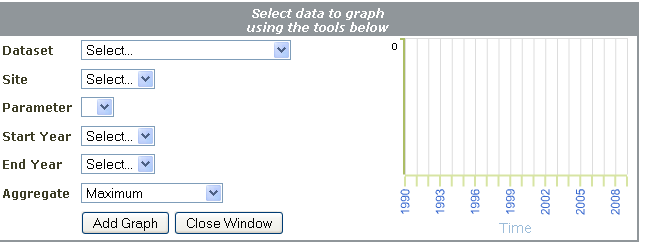 Select data to graph
using the tools below
Dataset Select...
Site Select...
Parameter
Start Year Select...
End Year Select...
Aggregate Maximum
Add Graph Close Window
0
1990 1993 1996 1999 2002 2005 2008
Time